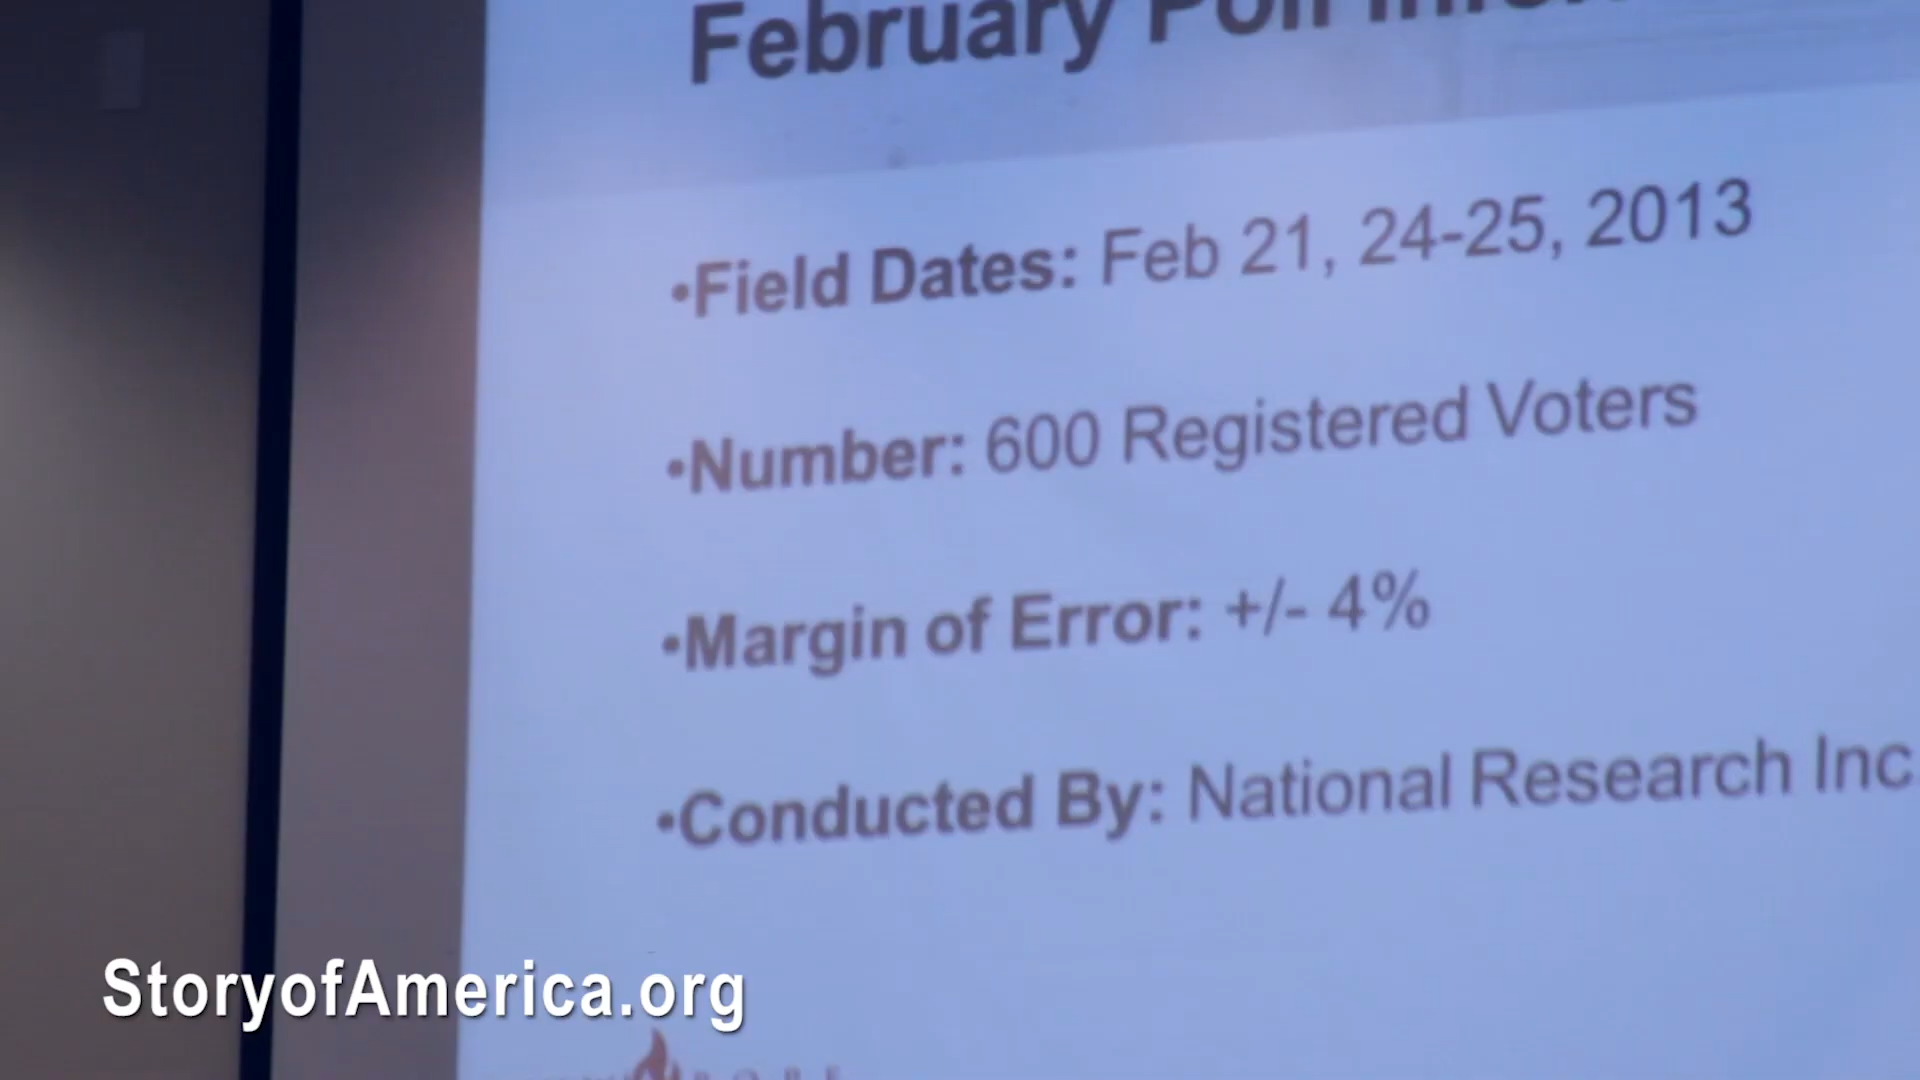 February Poll
•Field Dates: Feb 21, 24-25, 2013
•Number: 600 Registered Voters
•Margin of Error: +/- 4%
•Conducted By: National Research Inc
StoryofAmerica.org